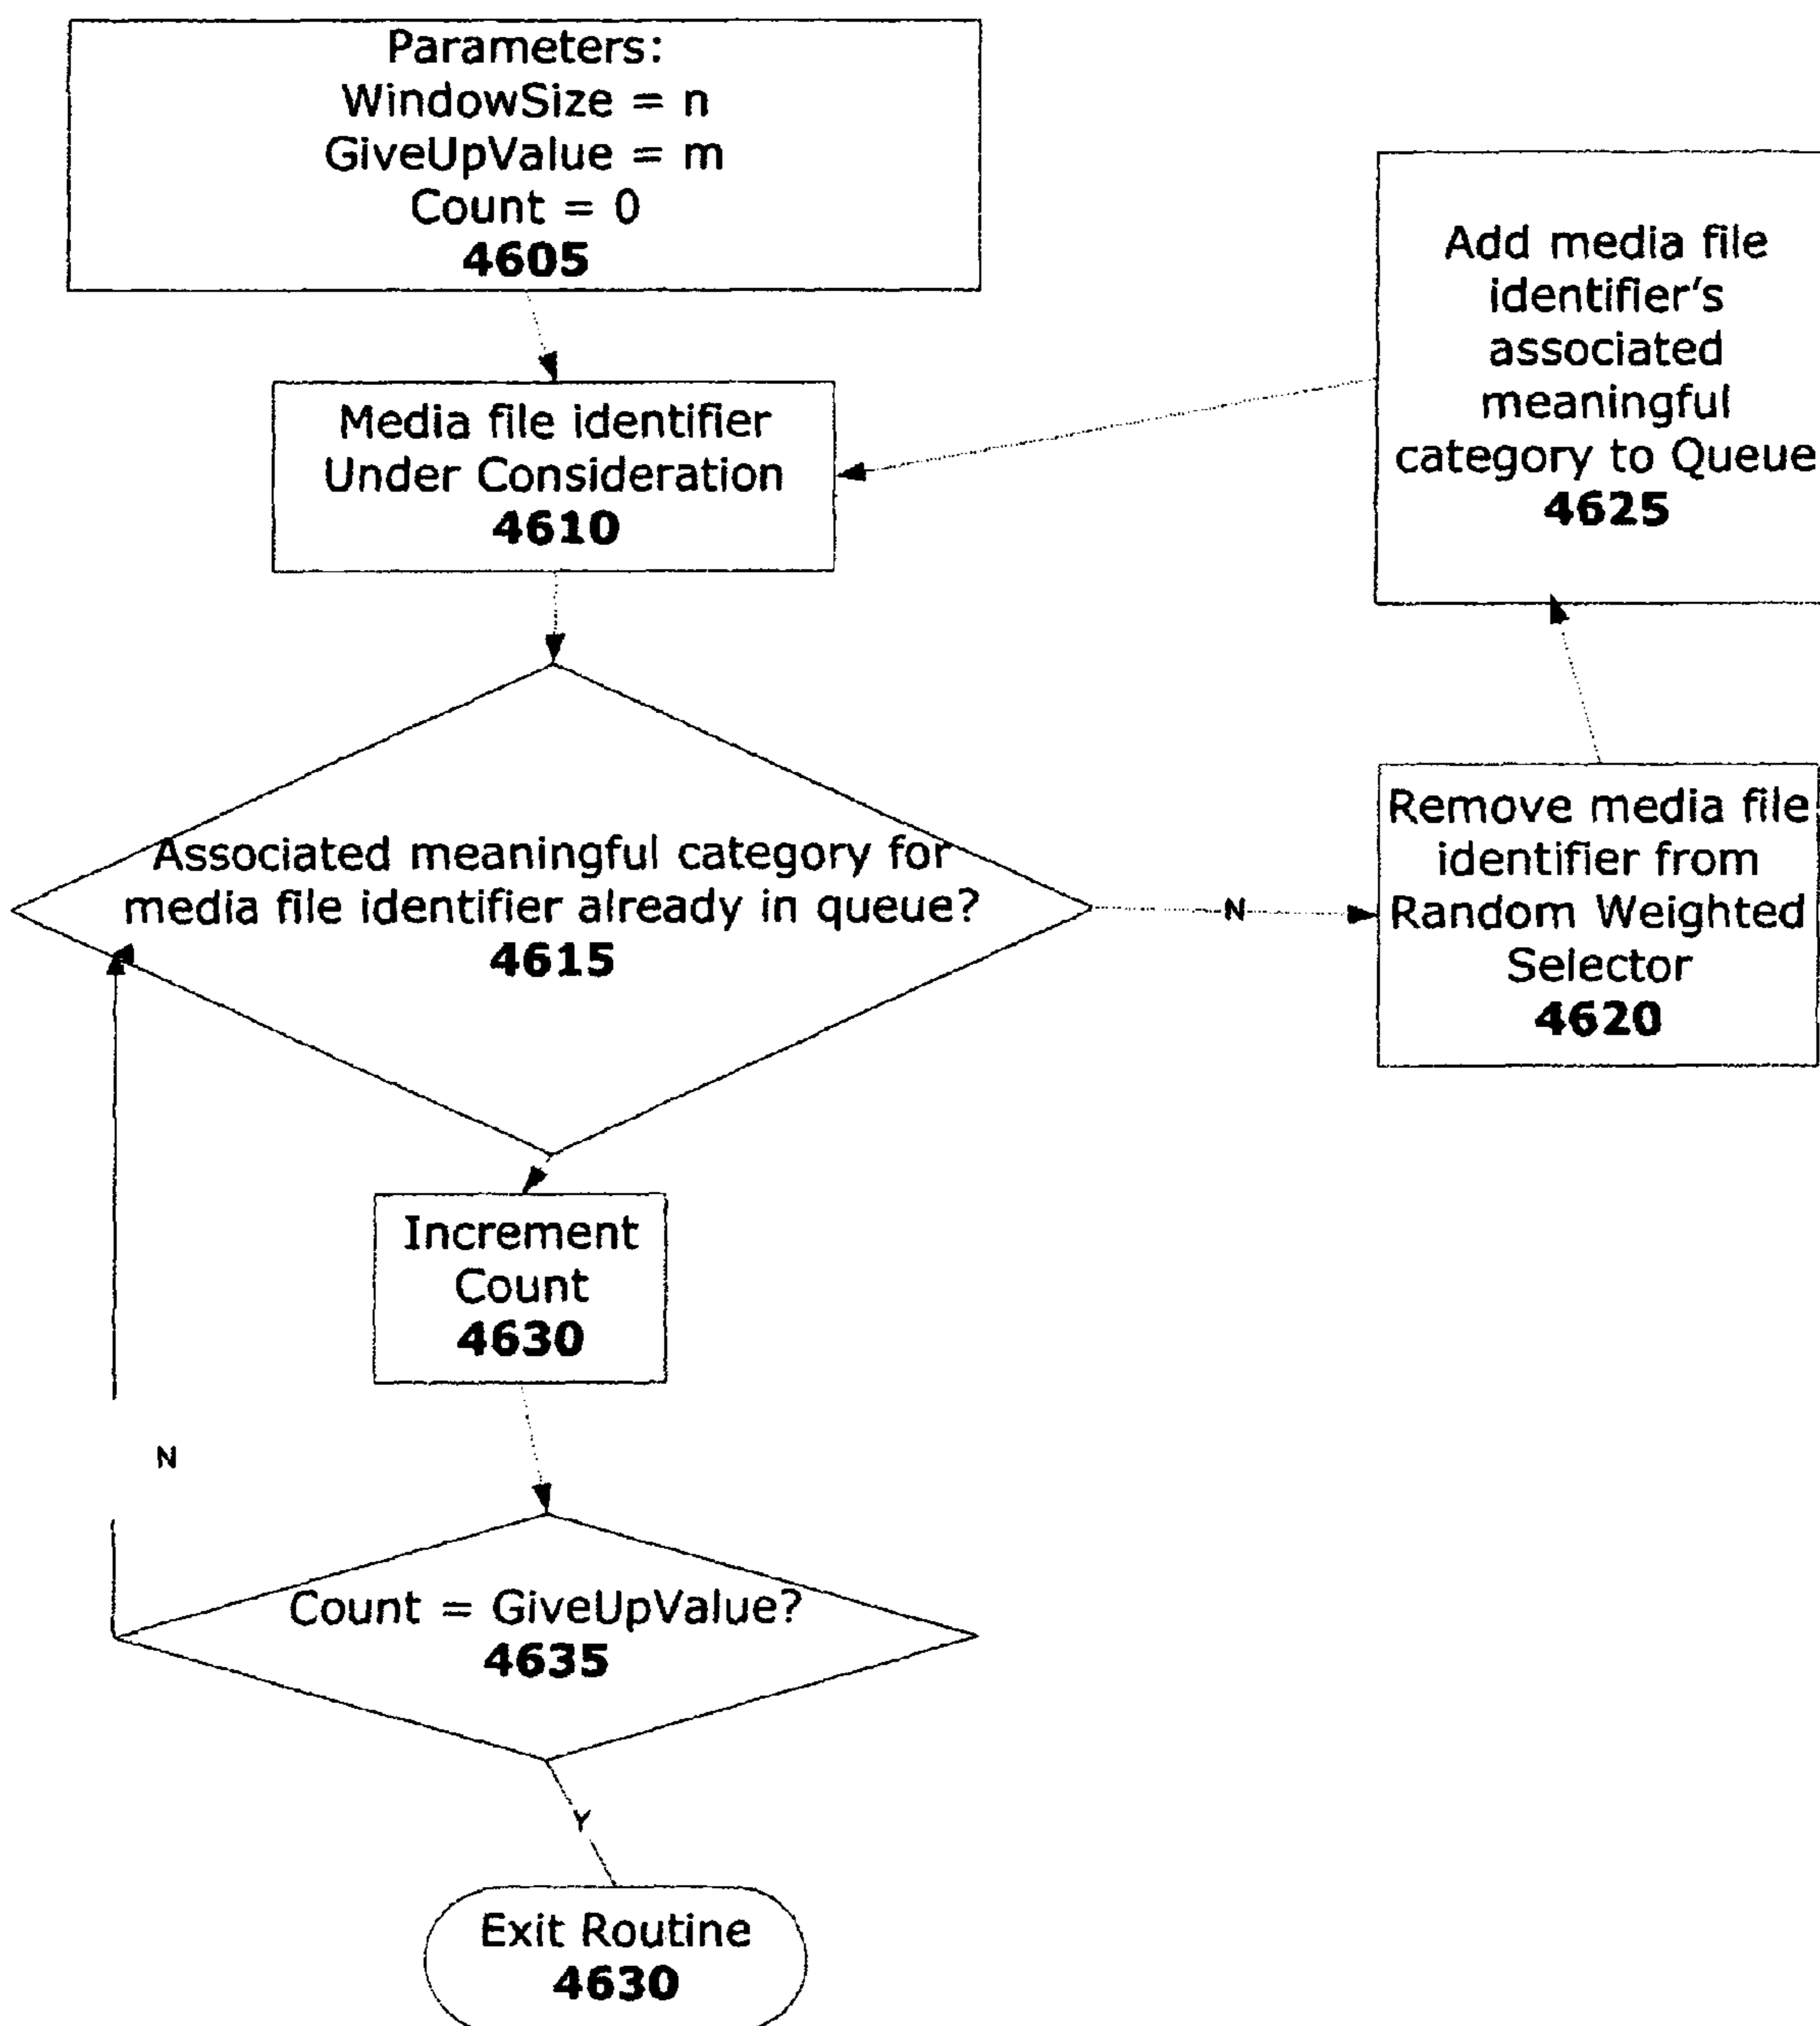 Parameters:
WindowSize = n
GiveUpValue = m
Count = 0
4605
Media file identifier
Under Consideration
4610
Add media file
identifier's
associated
meaningful
category to Queue
4625
Associated meaningful category for
media file identifier already in queue?
4615
N
Remove media file
identifier from
Random Weighted
Selector
4620
Increment
Count
4630
N
Count = GiveUpValue?
4635
Y
Exit Routine
4630